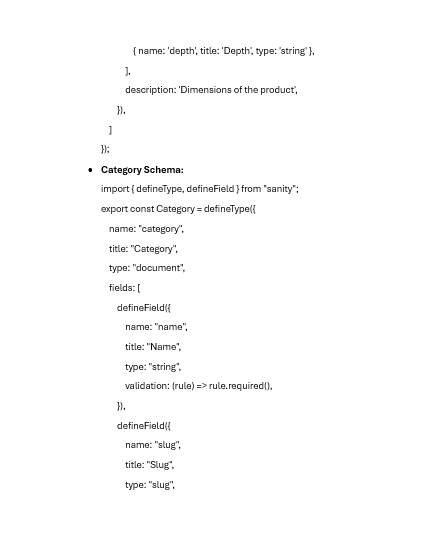 { name: 'depth', title: 'Depth', type: 'string' },
],
description: 'Dimensions of the product',
}),
]
});
• Category Schema:
import { defineType, defineField } from "sanity";
export const Category = defineType({
name: "category",
title: "Category",
type: "document",
fields: [
defineField({
name: "name",
title: "Name",
type: "string",
validation: (rule) => rule.required(),
}),
defineField({
name: "slug",
title: "Slug",
type: "slug",